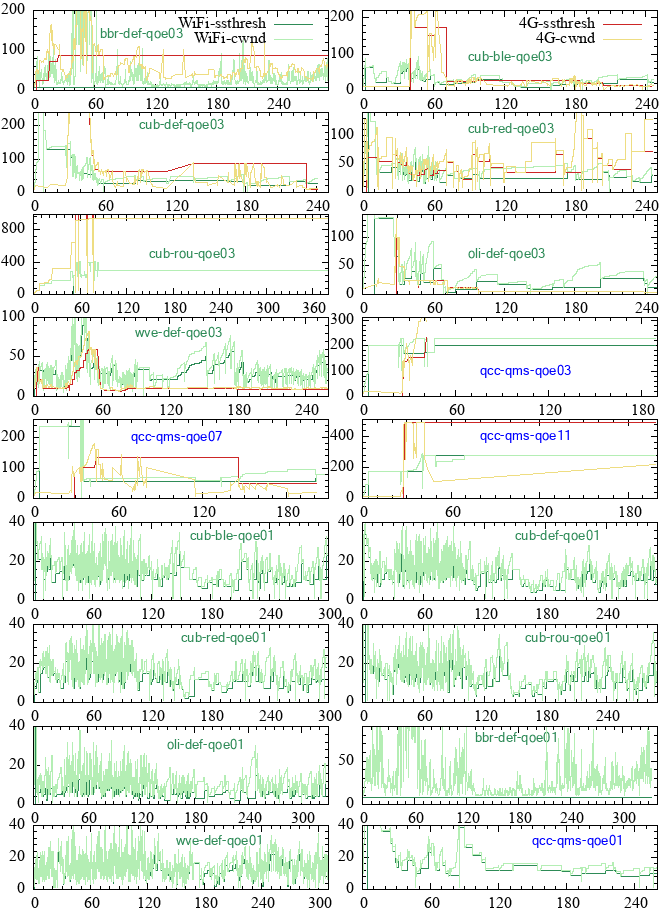 200 WiFi-ssthresh 200 4G-ssthresh
150 bbr-def-qoe03 WiFi-cwnd 4G-cwnd
100 100 cub-ble-qoe03
50
0 0
0 60 120 180 240 0 60 120 180 240
200 cub-def-qoe03 cub-red-qoe03
100
100 50
0 0
0 60 120 180 240 0 60 120 180 240
800 100
400 cub-rou-qoe03 oli-def-qoe03
50
0 0
0 60 120 180 240 300 360 0 60 120 180 240
100 wve-def-qoe03 300
200
50 qcc-qms-qoe03
100
0 0
0 60 120 180 240 0 60 120 180
200 qcc-qms-qoe07 400 qcc-qms-qoe11
100 200
0 0
0 50 100 150 200 0 60 120 180
40 cub-ble-qoe01 40 cub-def-qoe01
20 20
0 0
0 60 120 180 240 300 0 60 120 180 240
40 cub-red-qoe01 40 cub-rou-qoe01
20 20
0 0
0 60 120 180 240 300 0 60 120 180 240
40 oli-def-qoe01 bbr-def-qoe01
20 50
0 0
0 60 120 180 240 300 0 60 120 180 240 300
40 wve-def-qoe01 40 qcc-qms-qoe01
20 20
0 0
0 60 120 180 240 300 0 60 120 180 240